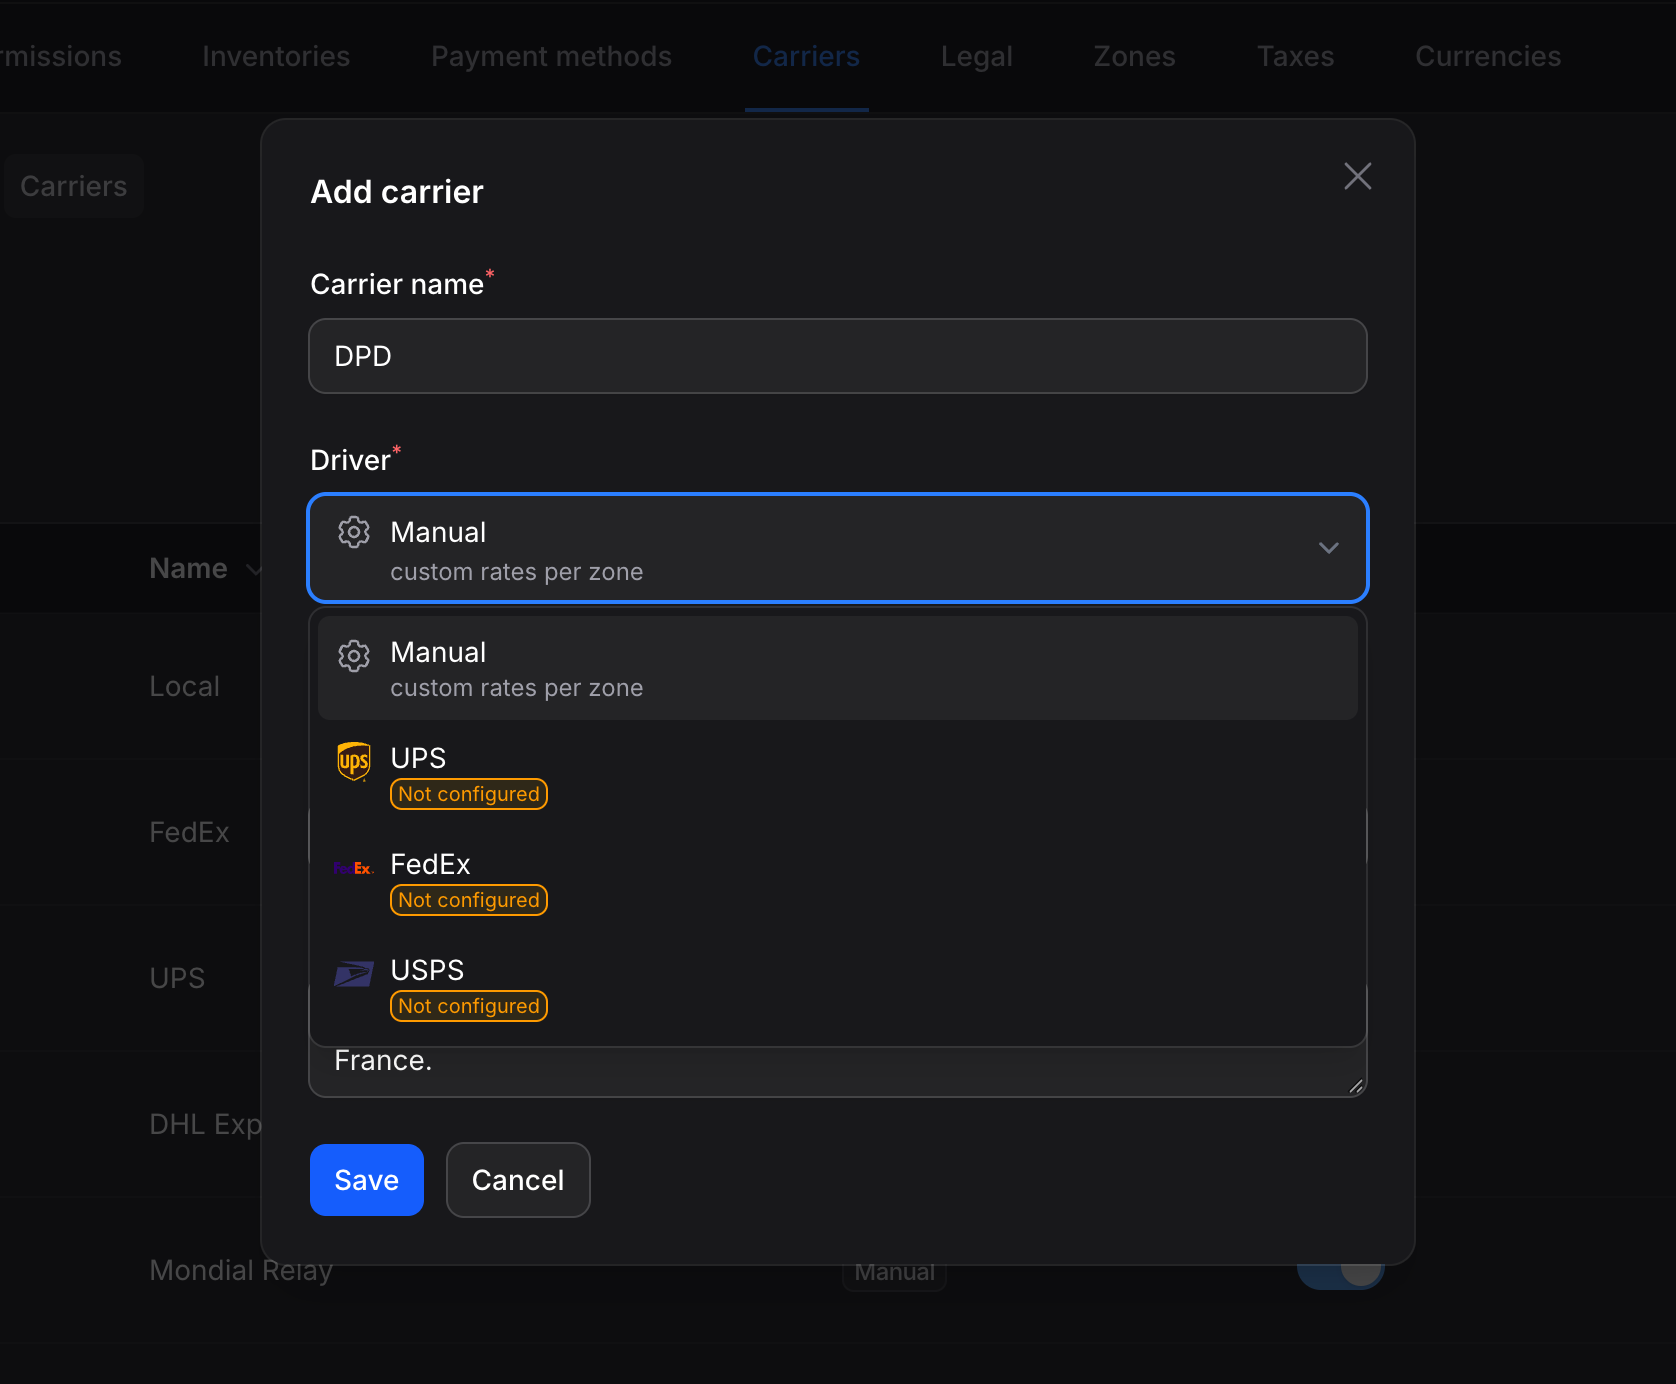 rmissions Inventories Payment methods Carriers Legal Zones Taxes Currencies
Carriers
Add carrier
Carrier name*
DPD
Driver*
Manual
custom rates per zone
Manual
custom rates per zone
ups UPS
Not configured
FedEx. FedEx
Not configured
USPS
Not configured
France.
Save Cancel
Name
Local
FedEx
UPS
DHL Exp
Mondial Relay Manual